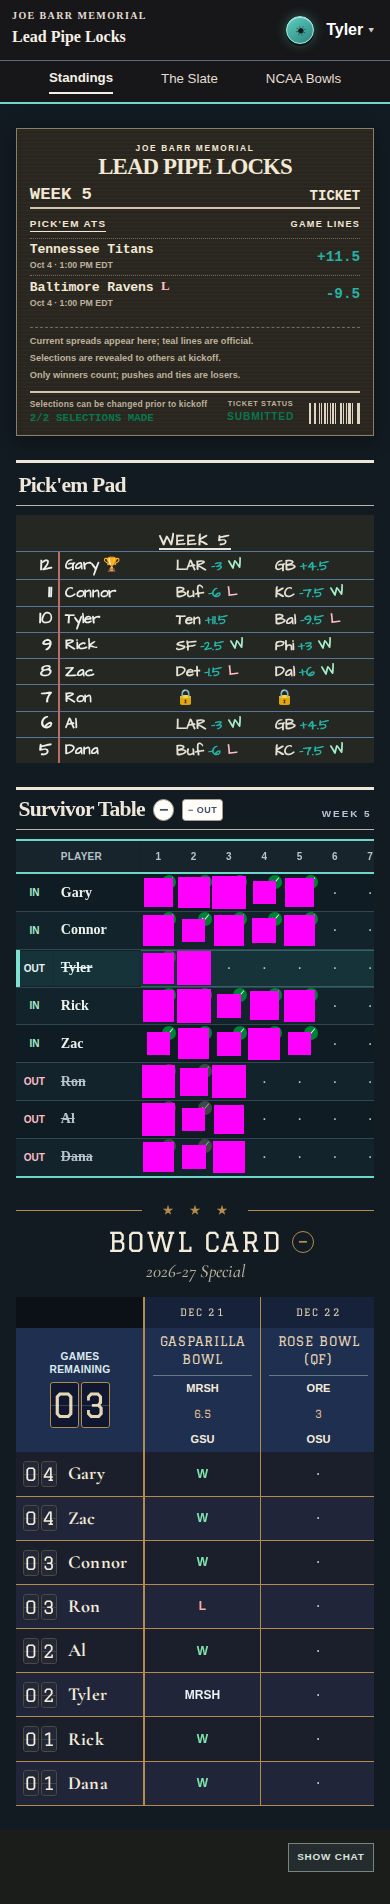 JOE BARR MEMORIAL
Lead Pipe Locks
Tyler
Standings The Slate NCAA Bowls
JOE BARR MEMORIAL
LEAD PIPE LOCKS
WEEK 5 TICKET
PICK'EM ATS GAME LINES
Tennessee Titans +11.5
Oct 4 · 1:00 PM EDT
Baltimore Ravens L -9.5
Oct 4 · 1:00 PM EDT
Current spreads appear here; teal lines are official.
Selections are revealed to others at kickoff.
Only winners count; pushes and ties are losers.
Selections can be changed prior to kickoff TICKET STATUS
2/2 SELECTIONS MADE SUBMITTED
Pick'em Pad
WEEK 5
12 Gary 🏆 LAR -3 W GB +4.5
11 Connor Buf -6 L KC -7.5 W
10 Tyler Ten +11.5 Bal -9.5 L
9 Rick SF -2.5 W Phi +3 W
8 Zac Det -1.5 L Dal +6 W
7 Ron 🔒 🔒
6 Al LAR -3 W GB +4.5
5 Dana Buf -6 L KC -7.5 W
Survivor Table − − OUT WEEK 5
PLAYER 1 2 3 4 5 6 7
IN Gary · ·
IN Connor · ·
OUT Tyler · · · · ·
IN Rick · ·
IN Zac · ·
OUT Ron · · · ·
OUT Al · · · ·
OUT Dana · · · ·
★ ★ ★
BOWL CARD −
2026-27 Special
DEC 21 DEC 22
GAMES REMAINING 03 GASPARILLA BOWL ROSE BOWL (QF)
MRSH ORE
6.5 3
GSU OSU
04 Gary W ·
04 Zac W ·
03 Connor W ·
03 Ron L ·
02 Al W ·
02 Tyler MRSH ·
01 Rick W ·
01 Dana W ·
SHOW CHAT